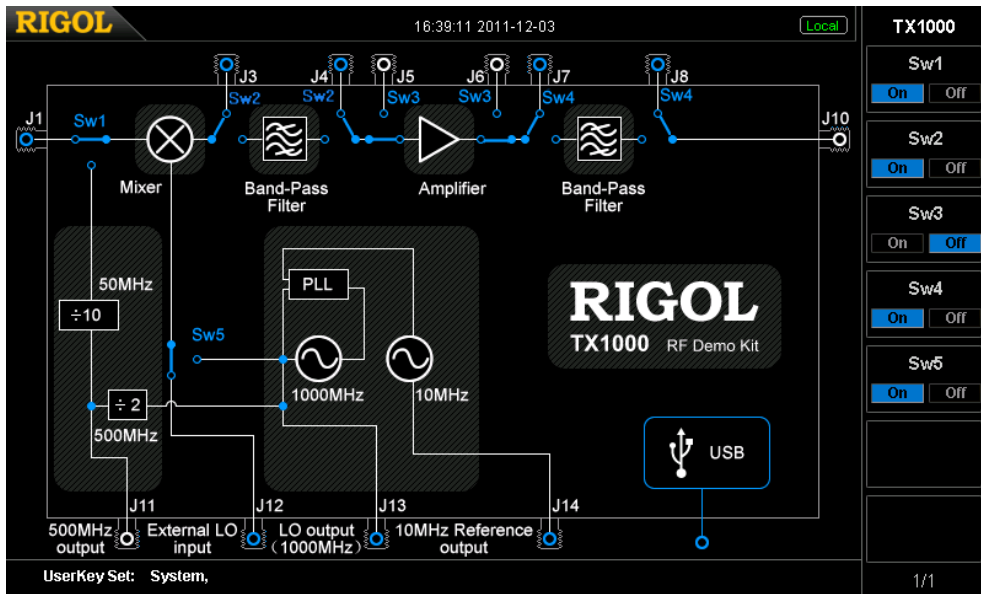 RIGOL
16:39:11 2011-12-03
Local
TX1000
J1
J3
J4
J5
J6
J7
J8
J10
Sw1
Sw2
Sw2
Sw3
Sw3
Sw4
Sw4
Mixer
Band-Pass
Filter
Amplifier
Band-Pass
Filter
50MHz
÷10
÷ 2
500MHz
Sw5
PLL
1000MHz
10MHz
RIGOL
TX1000 RF Demo Kit
USB
J11
J12
J13
J14
500MHz
output
External LO
input
LO output
(1000MHz)
10MHz Reference
output
UserKey Set: System,
Sw1
On Off
Sw2
On Off
Sw3
On Off
Sw4
On Off
Sw5
On Off
1/1